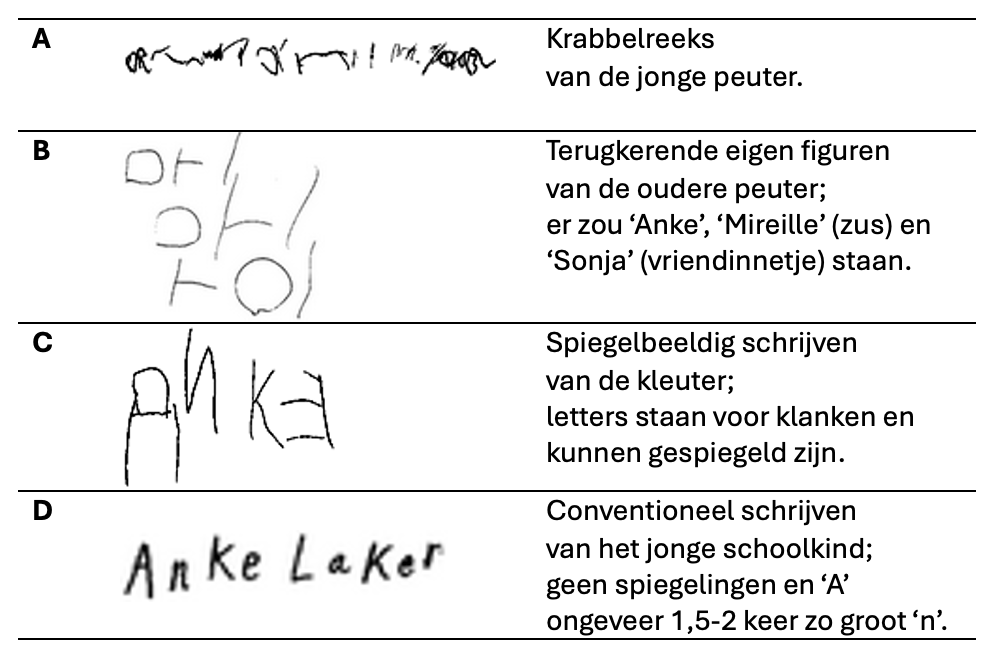 A
Krabbelreeks
van de jonge peuter.
B
Terugkerende eigen figuren
van de oudere peuter;
er zou ‘Anke’, ‘Mireille’ (zus) en
‘Sonja’ (vriendinnetje) staan.
C
AИKƎ
Spiegelbeeldig schrijven
van de kleuter;
letters staan voor klanken en
kunnen gespiegeld zijn.
D
Anke Laker
Conventioneel schrijven
van het jonge schoolkind;
geen spiegelingen en ‘A’
ongeveer 1,5-2 keer zo groot ‘n’.